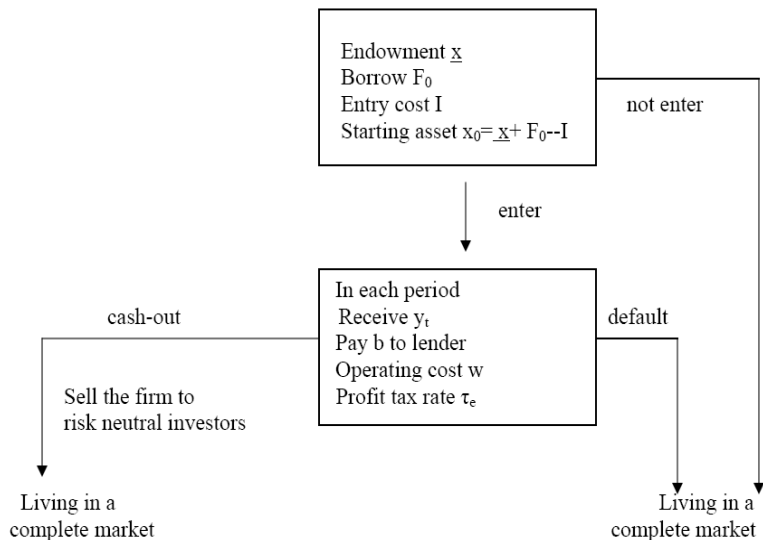 Endowment x
Borrow F₀
Entry cost I
Starting asset x₀= x+ F₀--I
not enter
enter
In each period
Receive yₜ
Pay b to lender
Operating cost w
Profit tax rate τₑ
cash-out
default
Sell the firm to
risk neutral investors
Living in a
complete market
Living in a
complete market